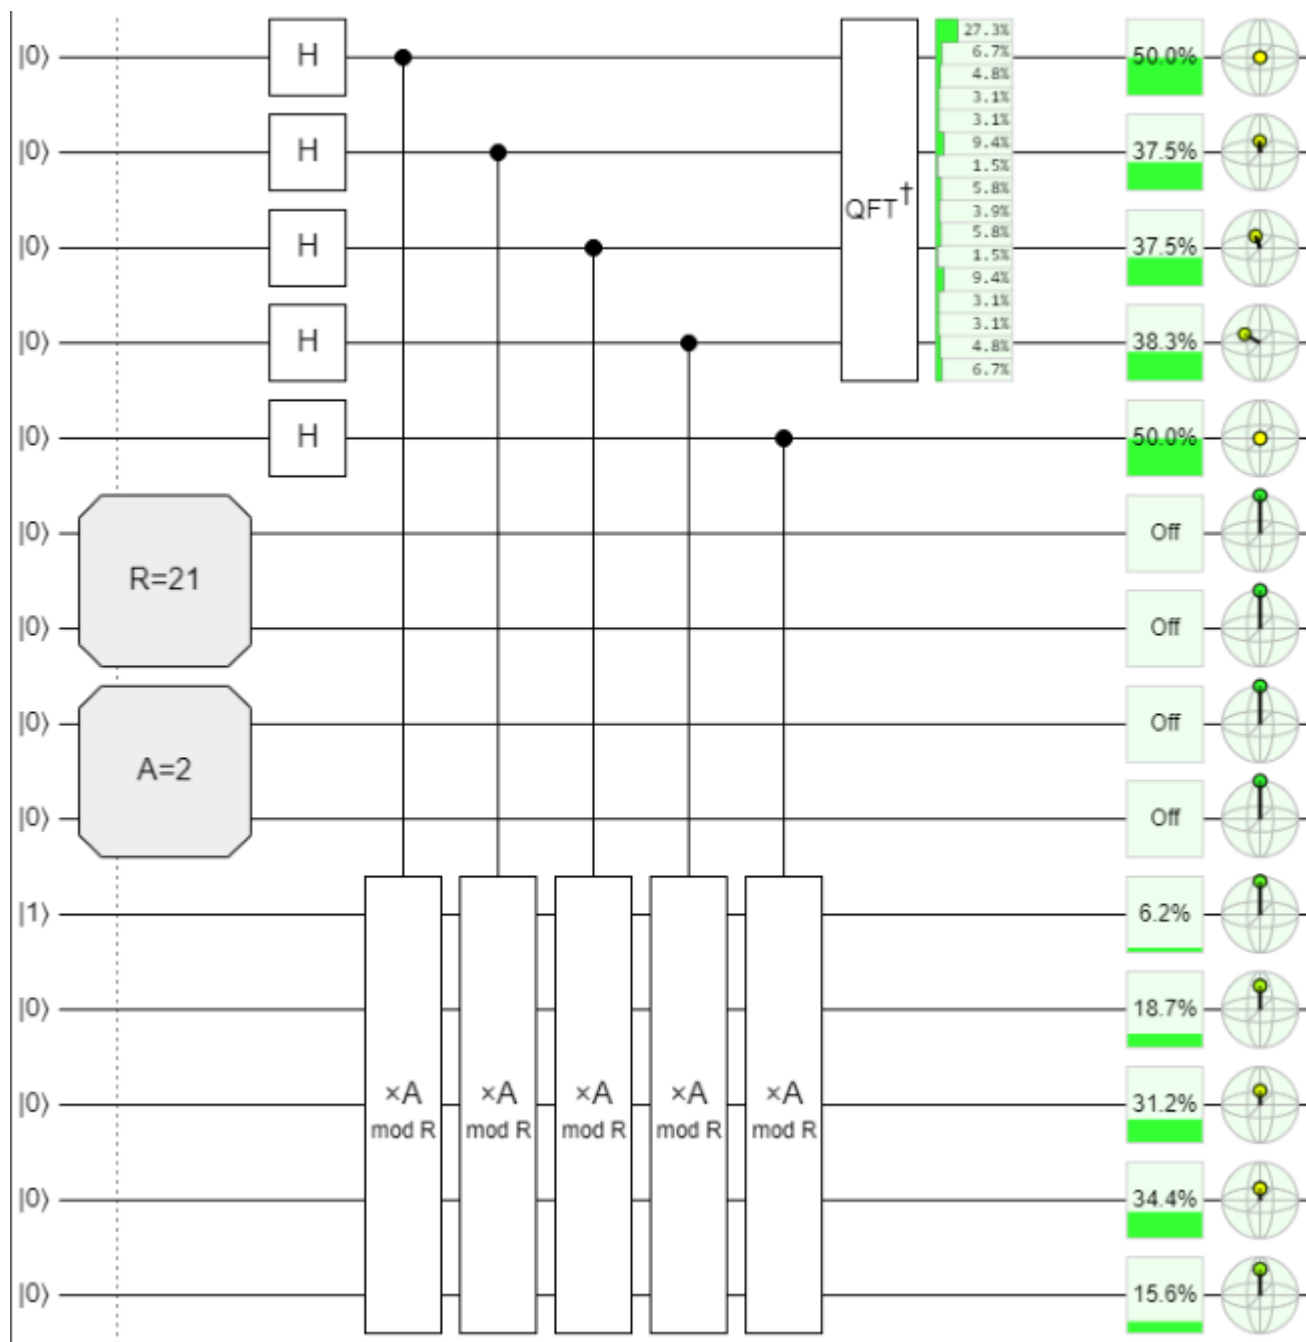 |0⟩ H 27.3% 50.0%
6.7%
4.8%
3.1%
3.1%
|0⟩ H 9.4% 37.5%
1.5%
5.8%
QFT†
3.9%
|0⟩ H 5.8% 37.5%
1.5%
9.4%
3.1%
|0⟩ H 3.1% 38.3%
4.8%
6.7%
|0⟩ H 50.0%
|0⟩ Off
R=21
|0⟩ Off
|0⟩ Off
A=2
|0⟩ Off
|1⟩ 6.2%
|0⟩ 18.7%
|0⟩ ×A ×A ×A ×A ×A 31.2%
mod R mod R mod R mod R mod R
|0⟩ 34.4%
|0⟩ 15.6%